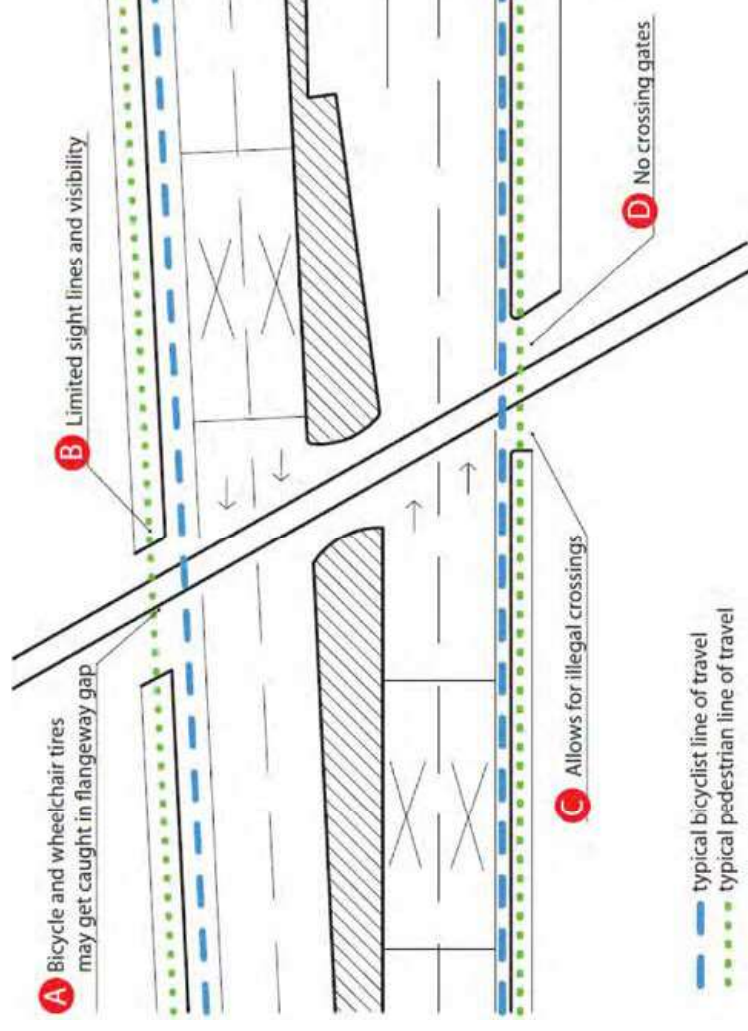 A Bicycle and wheelchair tires
may get caught in flangeway gap
B Limited sight lines and visibility
C Allows for illegal crossings
D No crossing gates
typical bicyclist line of travel
typical pedestrian line of travel